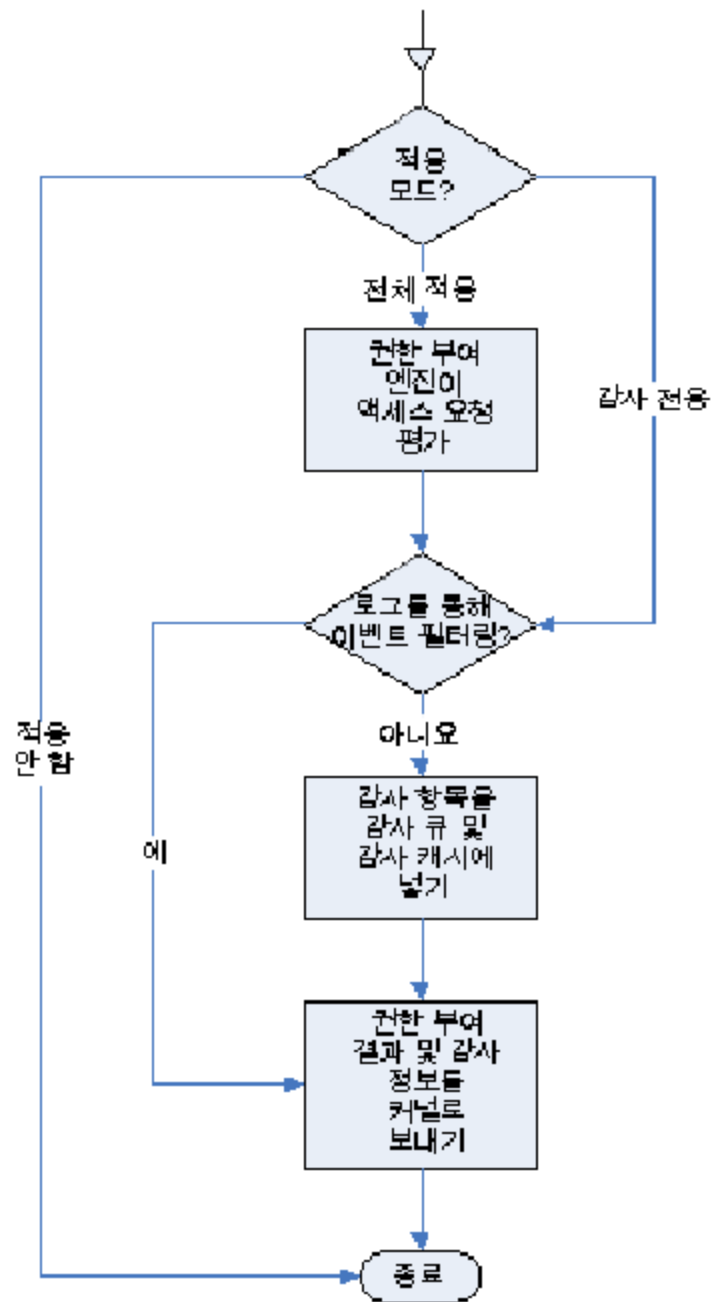 적용
모드?
전체 적용
권한 부여
엔진이
액세스 요청
평가
감사 전용
로그를 통해
이벤트 필터링?
적용
안 함
아니요
감사 항목을
감사 큐 및
감사 캐시에
넣기
예
권한 부여
결과 및 감사
정보를
커널로
보내기
종료